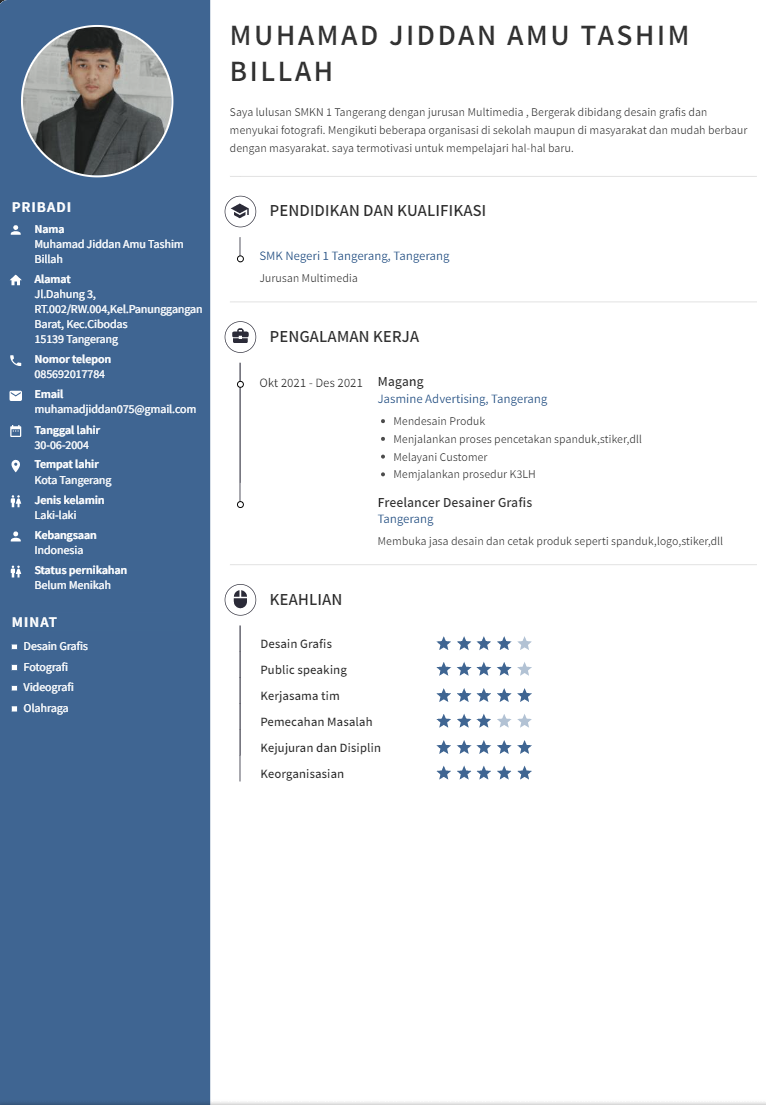 MUHAMAD JIDDAN AMU TASHIM
BILLAH
Saya lulusan SMKN 1 Tangerang dengan jurusan Multimedia , Bergerak dibidang desain grafis dan
menyukai fotografi. Mengikuti beberapa organisasi di sekolah maupun di masyarakat dan mudah berbaur
dengan masyarakat. saya termotivasi untuk mempelajari hal-hal baru.
PRIBADI
Nama
Muhamad Jiddan Amu Tashim
Billah
Alamat
Jl.Dahung 3,
RT.002/RW.004,Kel.Panunggangan
Barat, Kec.Cibodas
15139 Tangerang
Nomor telepon
085692017784
Email
muhamadjiddan075@gmail.com
Tanggal lahir
30-06-2004
Tempat lahir
Kota Tangerang
Jenis kelamin
Laki-laki
Kebangsaan
Indonesia
Status pernikahan
Belum Menikah
MINAT
Desain Grafis
Fotografi
Videografi
Olahraga
PENDIDIKAN DAN KUALIFIKASI
SMK Negeri 1 Tangerang, Tangerang
Jurusan Multimedia
PENGALAMAN KERJA
Okt 2021 - Des 2021
Magang
Jasmine Advertising, Tangerang
Mendesain Produk
Menjalankan proses pencetakan spanduk,stiker,dll
Melayani Customer
Memjalankan prosedur K3LH
Freelancer Desainer Grafis
Tangerang
Membuka jasa desain dan cetak produk seperti spanduk,logo,stiker,dll
KEAHLIAN
Desain Grafis
Public speaking
Kerjasama tim
Pemecahan Masalah
Kejujuran dan Disiplin
Keorganisasian